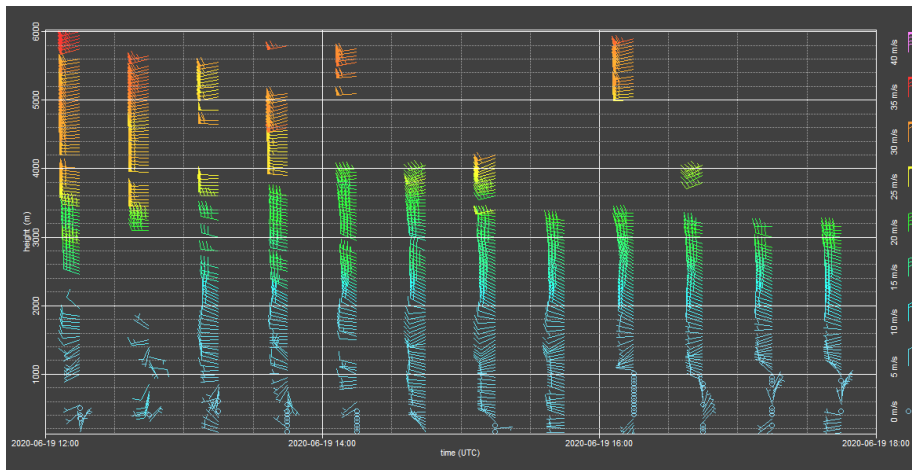 6000
5000
4000
3000
2000
1000
height (m)
40 m/s
35 m/s
30 m/s
25 m/s
20 m/s
15 m/s
10 m/s
5 m/s
0 m/s
2020-06-19 12:00
2020-06-19 14:00
2020-06-19 16:00
2020-06-19 18:00
time (UTC)